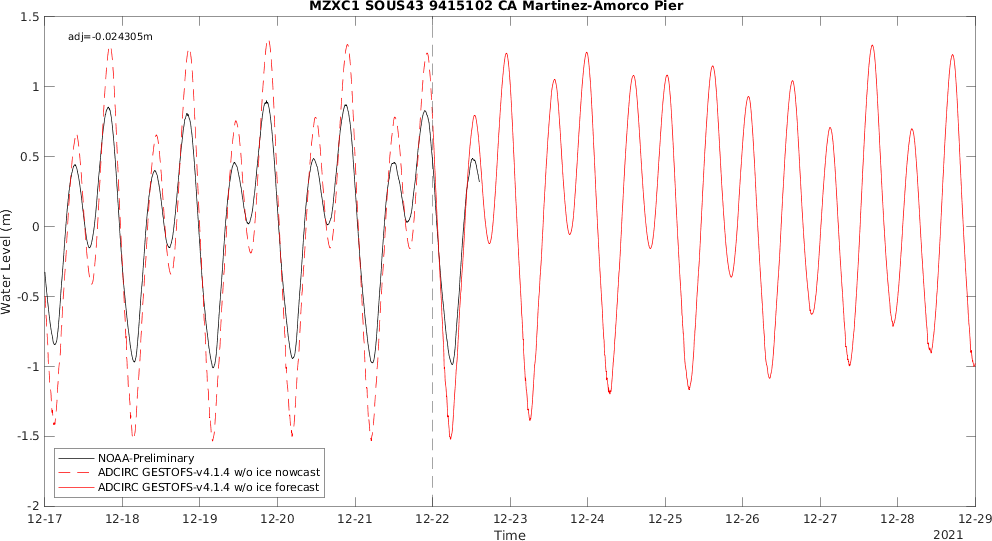 MZXC1 SOUS43 9415102 CA Martinez-Amorco Pier
adj=-0.024305m
1.5
1
0.5
0
-0.5
-1
-1.5
-2
Water Level (m)
NOAA-Preliminary
ADCIRC GESTOFS-v4.1.4 w/o ice nowcast
ADCIRC GESTOFS-v4.1.4 w/o ice forecast
12-17 12-18 12-19 12-20 12-21 12-22 12-23 12-24 12-25 12-26 12-27 12-28 12-29
Time
2021